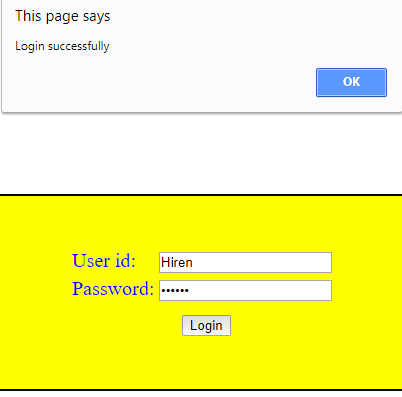 This page says
Login successfully
OK
User id: Hiren
Password: ••••••
Login